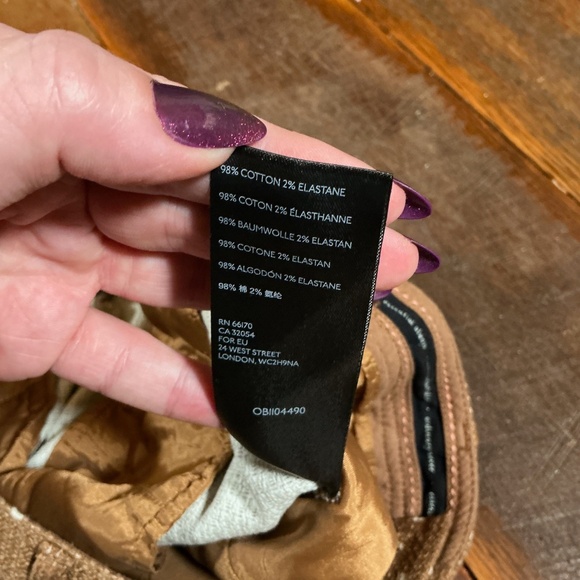 98% COTTON 2% ELASTANE
98% COTON 2% ÉLASTHANNE
98% BAUMWOLLE 2% ELASTAN
98% COTONE 2% ELASTAN
98% ALGODÓN 2% ELASTANE
98% 棉 2% 氨纶
RN 66170
CA 32054
FOR EU
24 WEST STREET
LONDON, WC2H9NA
OB1104490